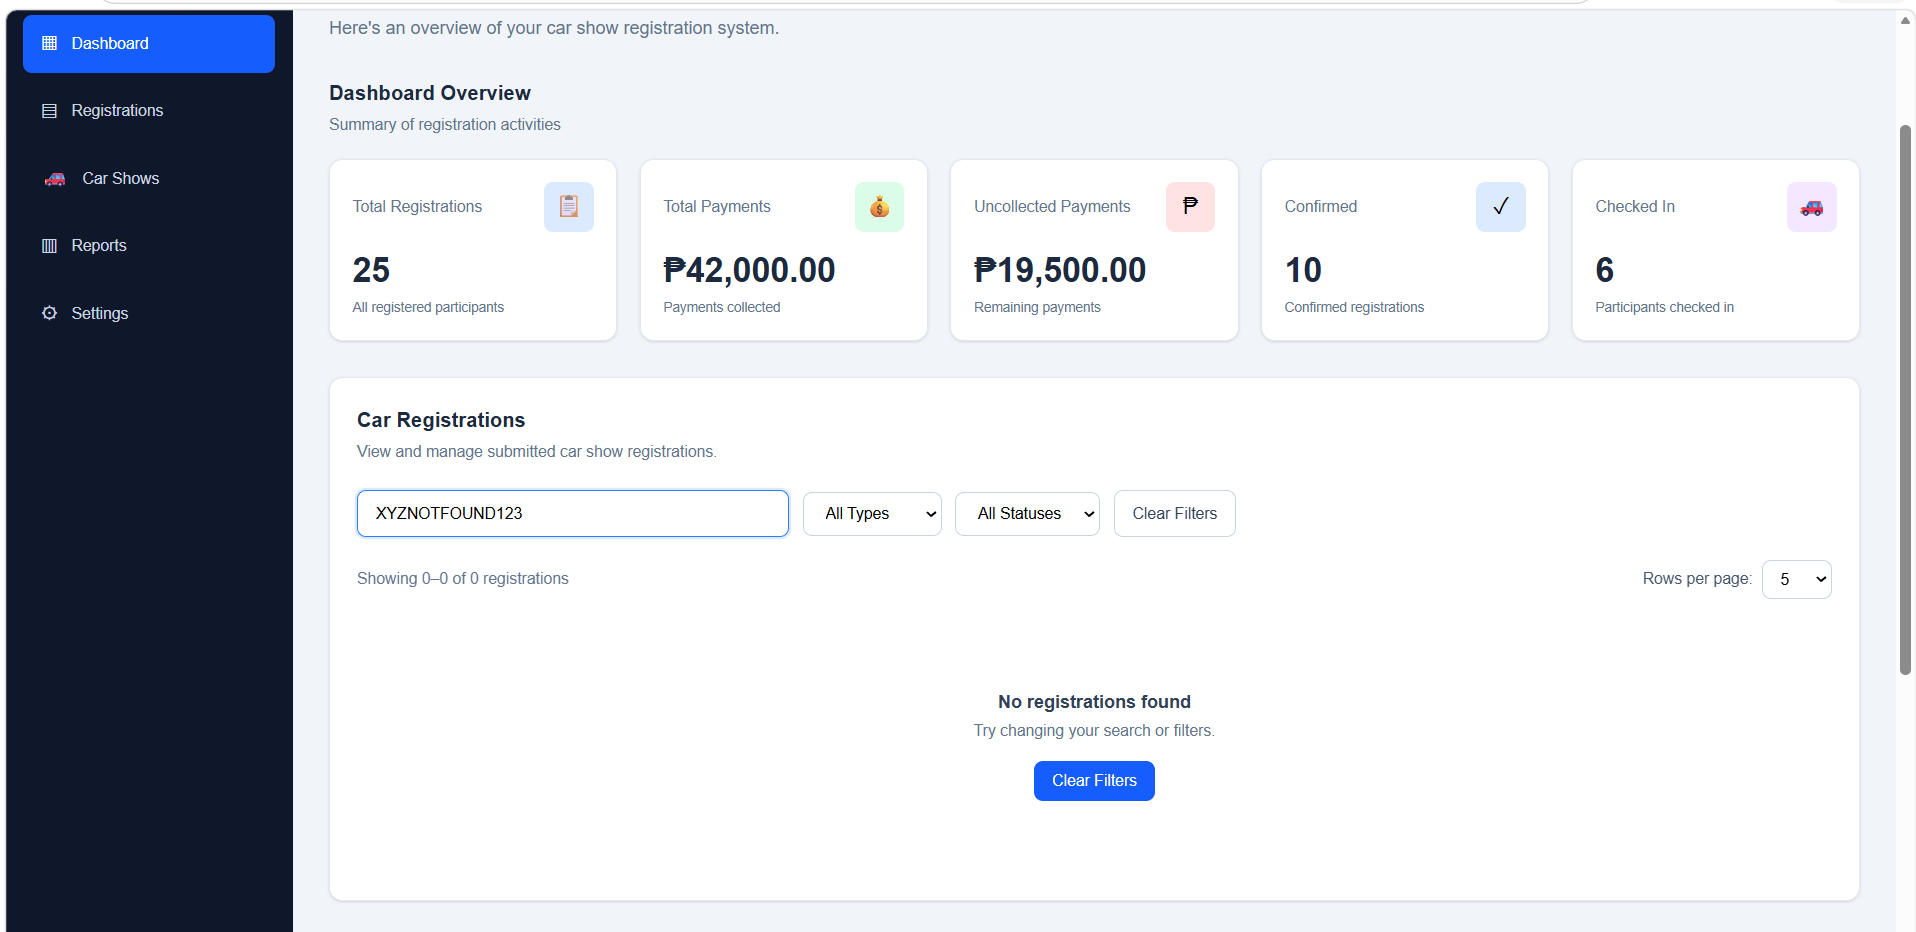 Dashboard
Registrations
Car Shows
Reports
Settings
Here's an overview of your car show registration system.
Dashboard Overview
Summary of registration activities
Total Registrations
25
All registered participants
Total Payments
₱42,000.00
Payments collected
Uncollected Payments
₱
₱19,500.00
Remaining payments
Confirmed
✓
10
Confirmed registrations
Checked In
6
Participants checked in
Car Registrations
View and manage submitted car show registrations.
XYZNOTFOUND123
All Types
All Statuses
Clear Filters
Showing 0–0 of 0 registrations
Rows per page: 5
No registrations found
Try changing your search or filters.
Clear Filters